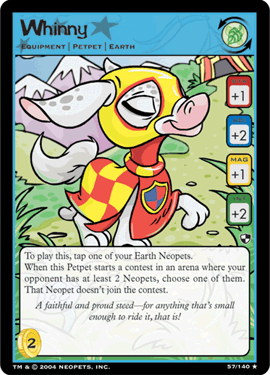 Whinny
EQUIPMENT | PETPET | EARTH
+1
+2
MAG
+1
+2
To play this, tap one of your Earth Neopets.
When this Petpet starts a contest in an arena where your
opponent has at least 2 Neopets, choose one of them.
That Neopet doesn't join the contest.
A faithful and proud steed—for anything that's small
enough to ride it, that is!
2
TM & © 2004 NEOPETS, INC.
57/140 ★